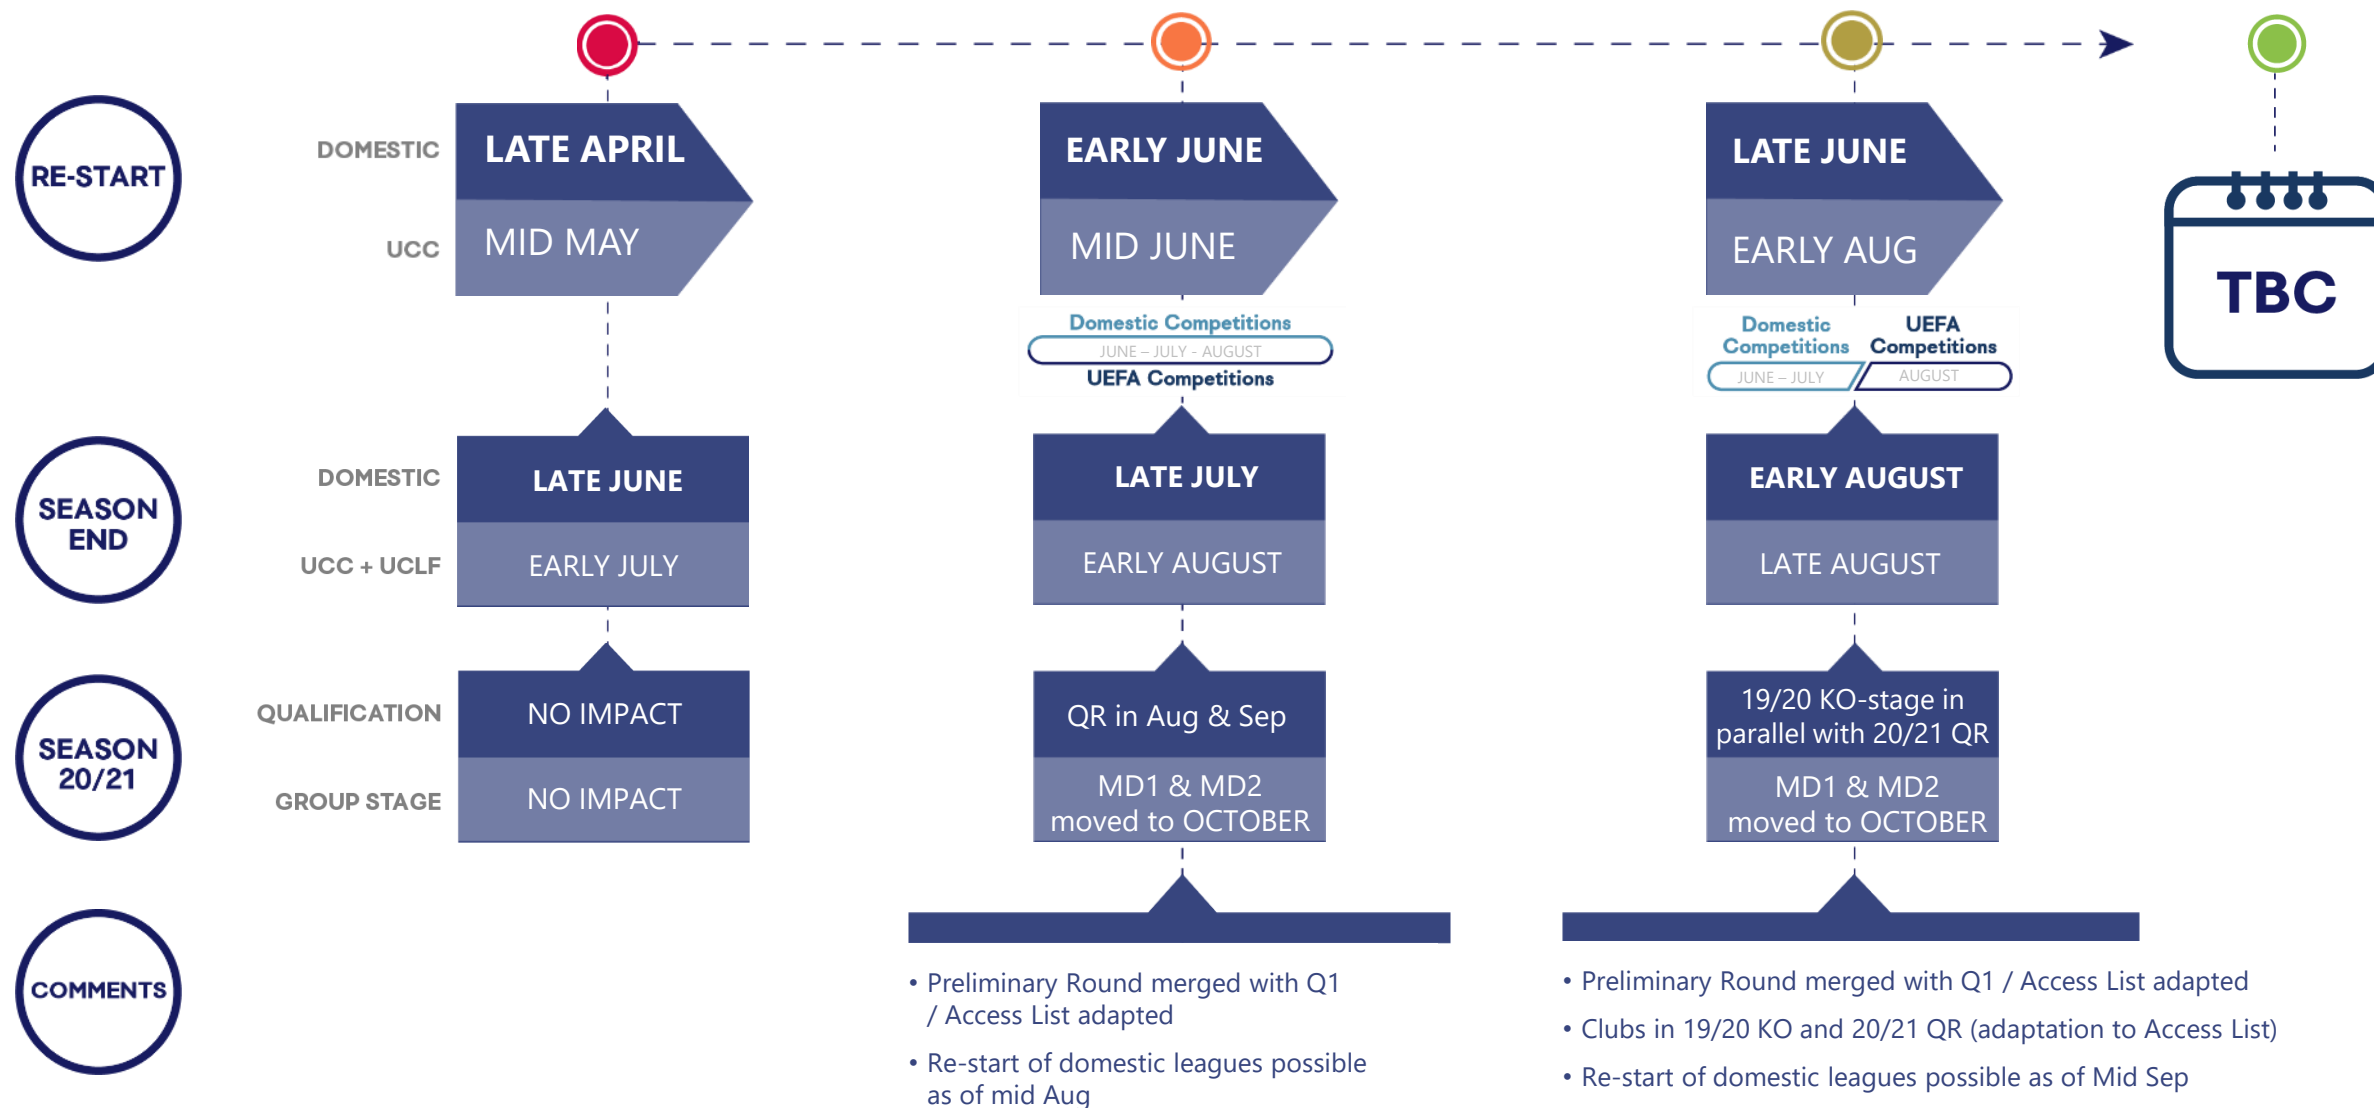 RE-START
DOMESTIC
LATE APRIL
EARLY JUNE
LATE JUNE
UCC
MID MAY
MID JUNE
EARLY AUG
TBC
Domestic Competitions
JUNE – JULY - AUGUST
UEFA Competitions
Domestic
Competitions
UEFA
Competitions
JUNE – JULY
AUGUST
SEASON
END
DOMESTIC
LATE JUNE
LATE JULY
EARLY AUGUST
UCC + UCLF
EARLY JULY
EARLY AUGUST
LATE AUGUST
SEASON
20/21
QUALIFICATION
NO IMPACT
QR in Aug & Sep
19/20 KO-stage in
parallel with 20/21 QR
GROUP STAGE
NO IMPACT
MD1 & MD2
moved to OCTOBER
MD1 & MD2
moved to OCTOBER
COMMENTS
• Preliminary Round merged with Q1
/ Access List adapted
• Re-start of domestic leagues possible
as of mid Aug
• Preliminary Round merged with Q1 / Access List adapted
• Clubs in 19/20 KO and 20/21 QR (adaptation to Access List)
• Re-start of domestic leagues possible as of Mid Sep